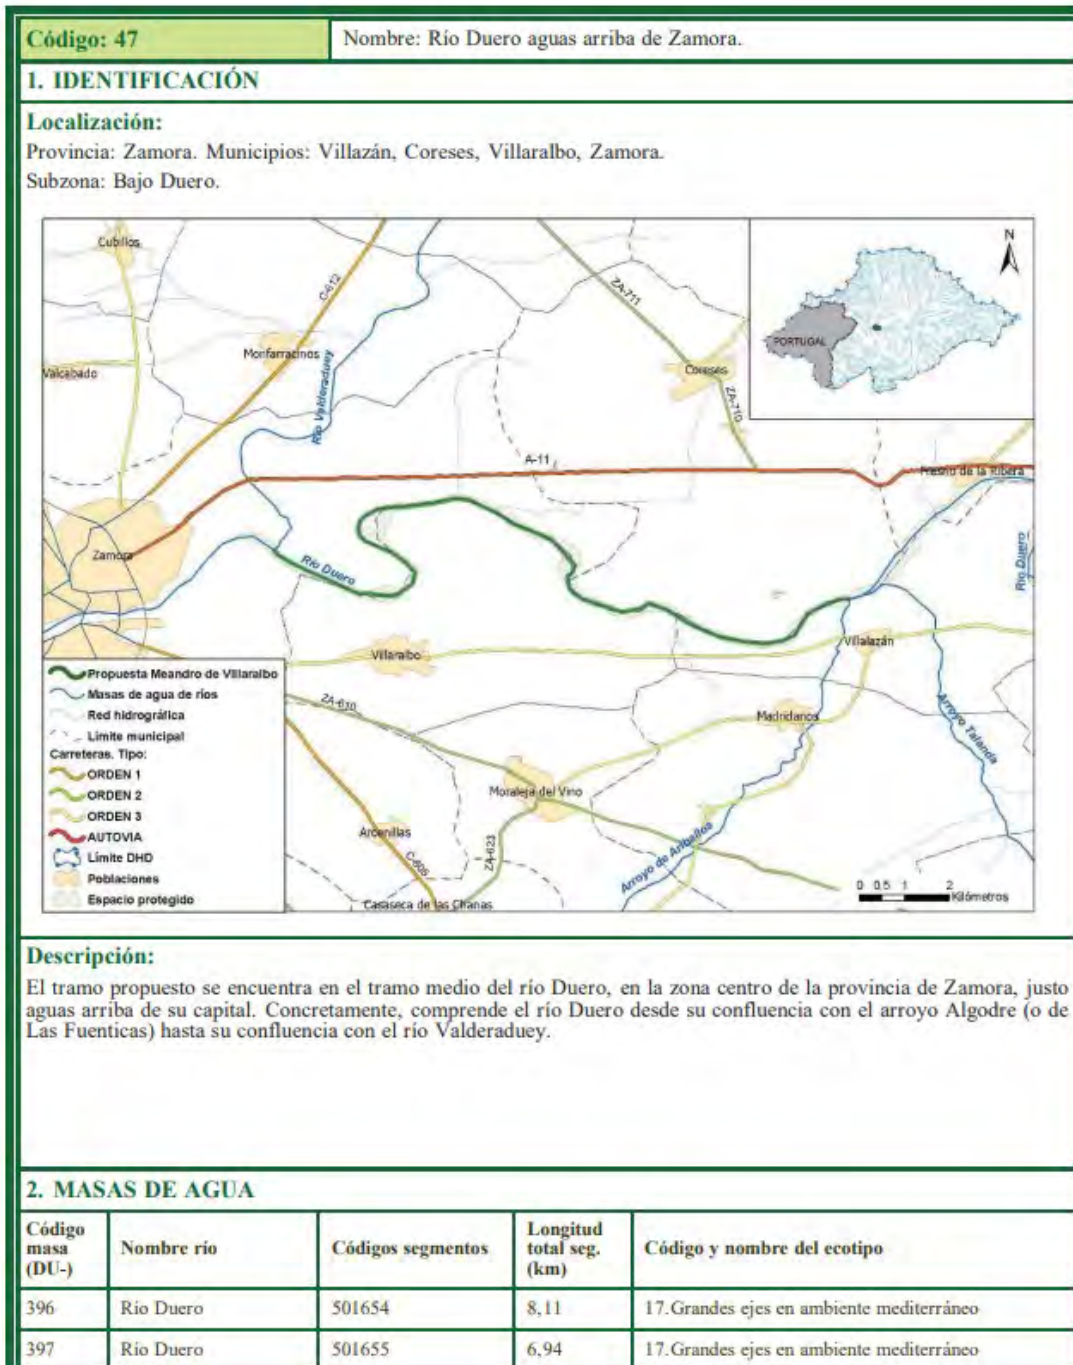 Código: 47
Nombre: Río Duero aguas arriba de Zamora.
1. IDENTIFICACIÓN
Localización:
Provincia: Zamora. Municipios: Villazán, Coreses, Villaralbo, Zamora.
Subzona: Bajo Duero.
Cubillos
C-612
ZA-711
N
Monfarracinos
PORTUGAL
Valcabado
Río Valderaduey
Coreses
ZA-710
A-11
Fresno de la Ribera
Zamora
Río Duero
Río Duero
Villaralbo
Villalazán
Propuesta Meandro de Villaralbo
Masas de agua de ríos
Red hidrográfica
Límite municipal
Carreteras. Tipo:
ORDEN 1
ORDEN 2
ORDEN 3
AUTOVIA
Límite DHD
Poblaciones
Espacio protegido
ZA-610
Madridanos
Arroyo Talanda
Moraleja del Vino
Arcenillas
C-605
ZA-623
Arroyo de Ariballos
Casaseca de las Chanas
0 0,5 1 2
Kilómetros
Descripción:
El tramo propuesto se encuentra en el tramo medio del río Duero, en la zona centro de la provincia de Zamora, justo
aguas arriba de su capital. Concretamente, comprende el río Duero desde su confluencia con el arroyo Algodre (o de
Las Fuenticas) hasta su confluencia con el río Valderaduey.
2. MASAS DE AGUA
Código masa (DU-) Nombre río Códigos segmentos Longitud total seg. (km) Código y nombre del ecotipo
396 Río Duero 501654 8,11 17.Grandes ejes en ambiente mediterráneo
397 Río Duero 501655 6,94 17.Grandes ejes en ambiente mediterráneo